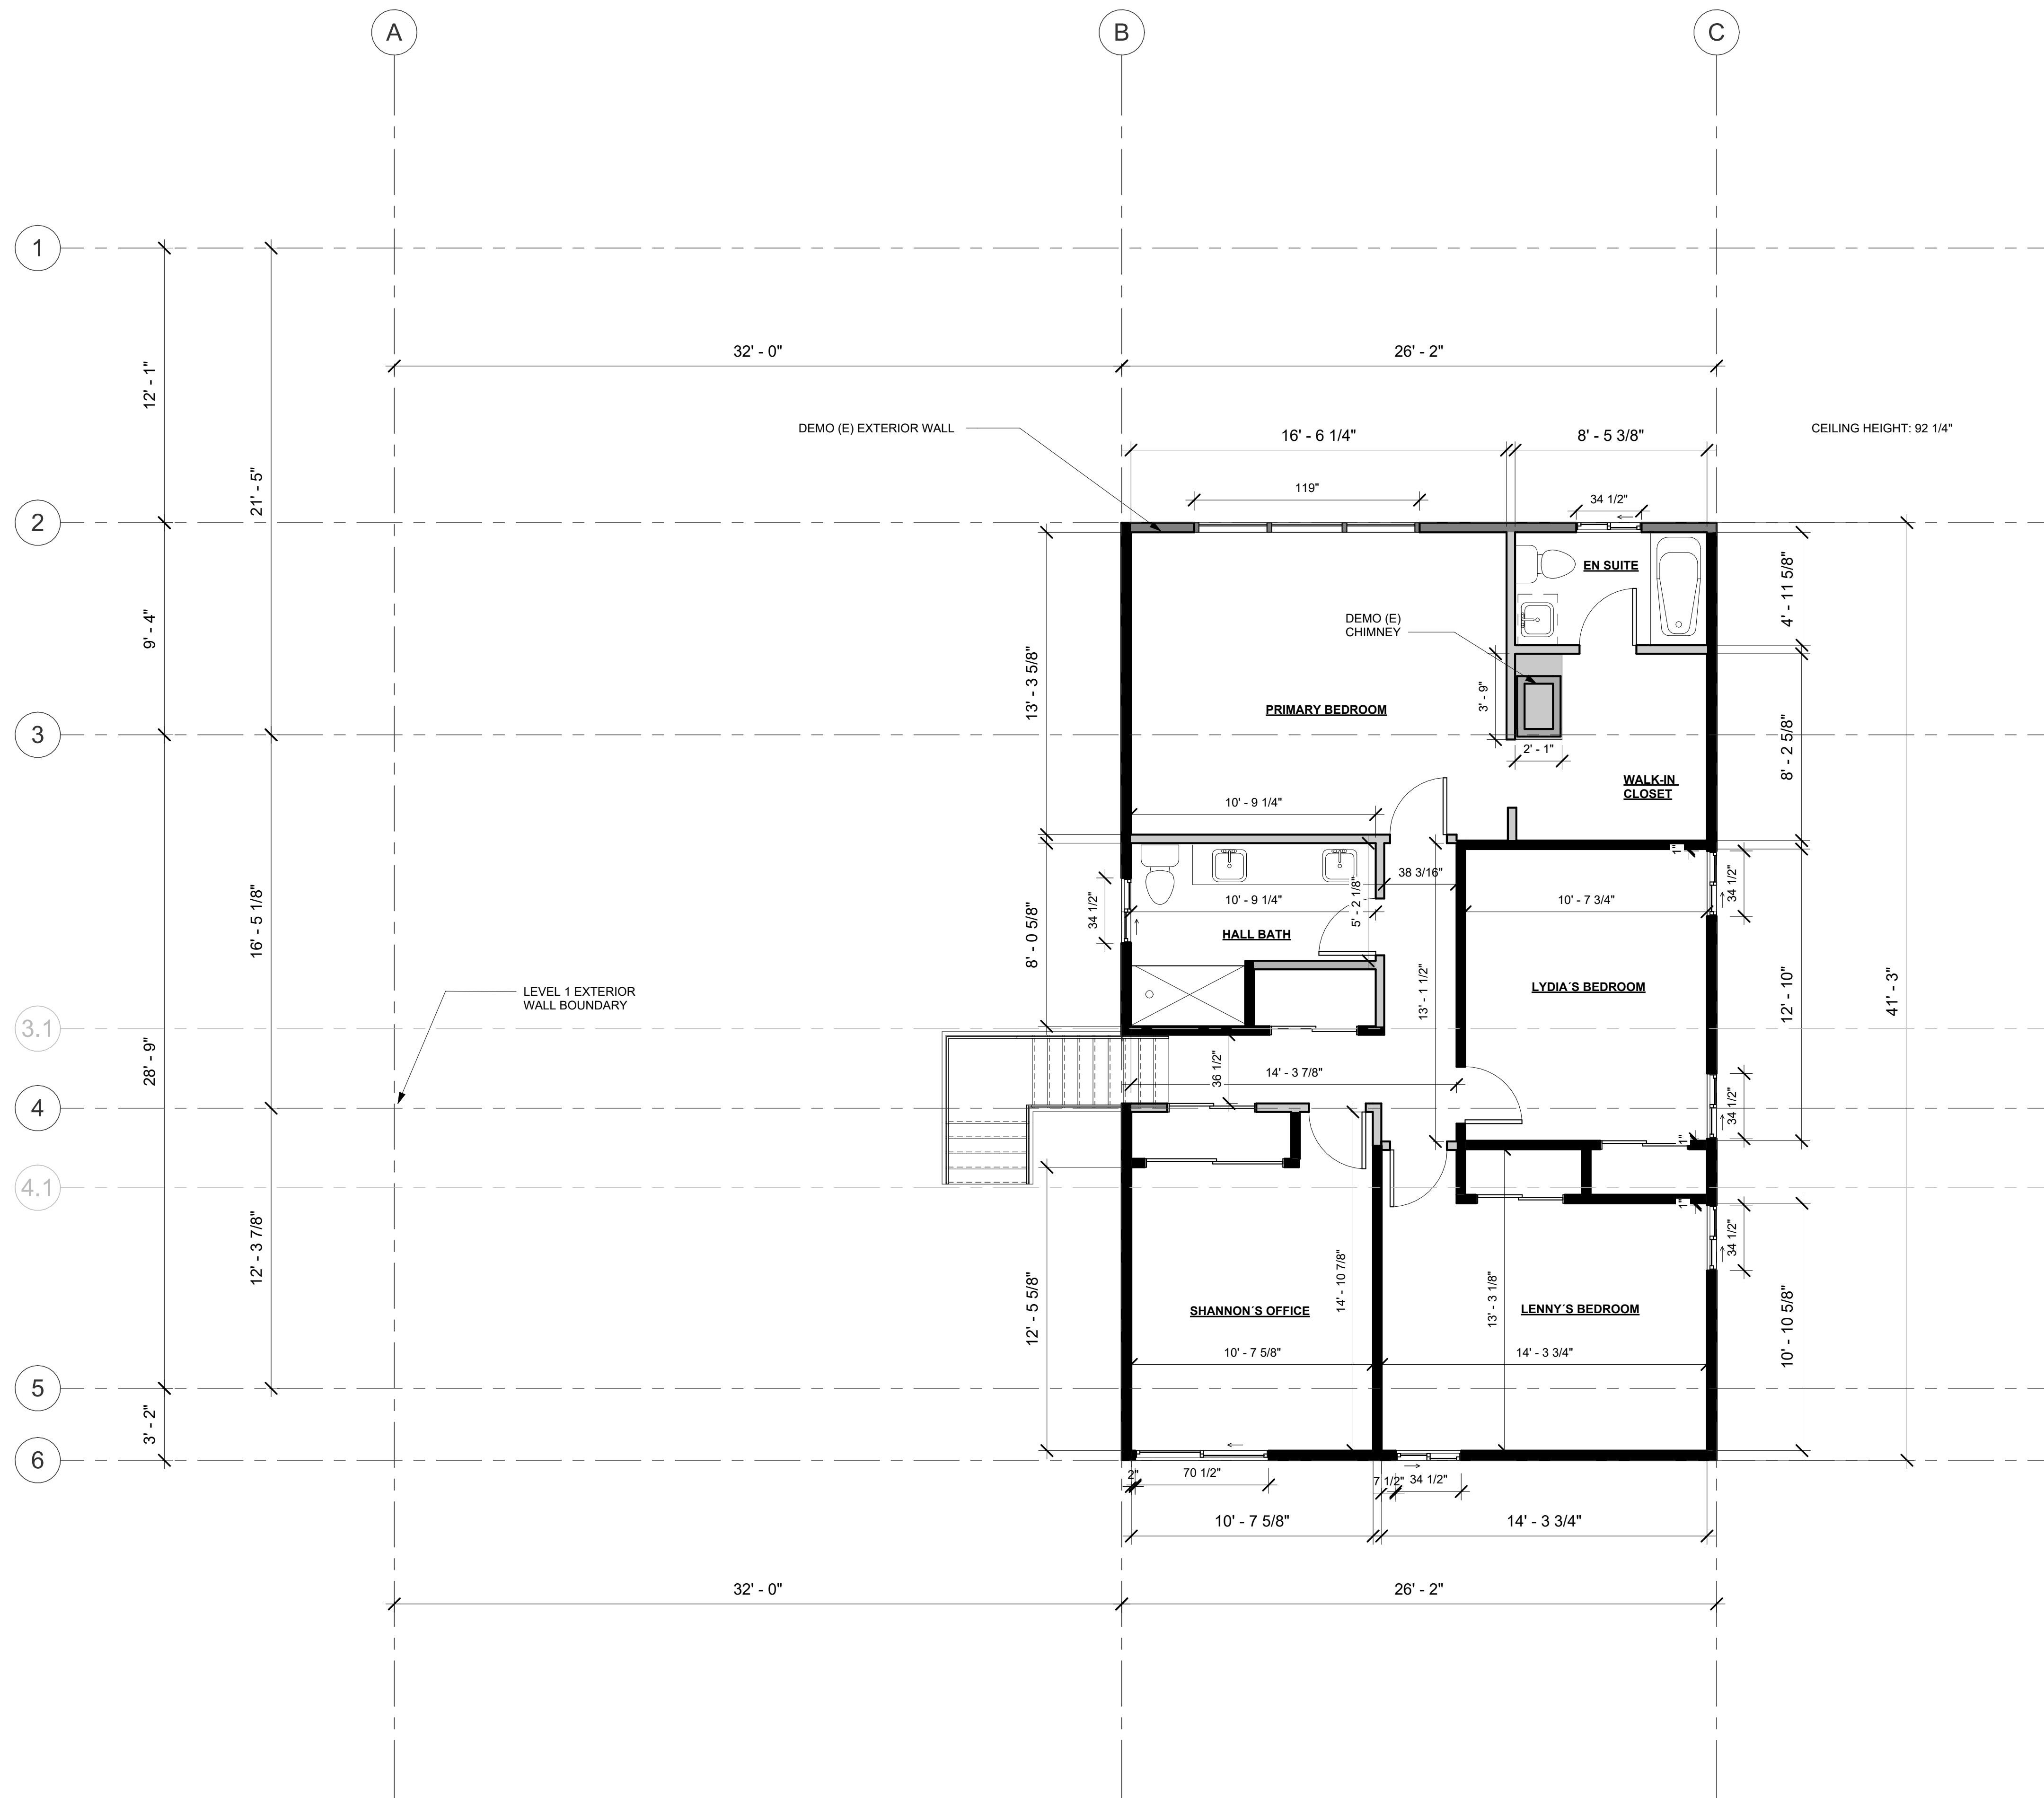 A
B
C
1
32' - 0"
26' - 2"
12' - 1"
DEMO (E) EXTERIOR WALL
16' - 6 1/4"
8' - 5 3/8"
CEILING HEIGHT: 92 1/4"
21' - 5"
119"
34 1/2"
2
EN SUITE
4' - 11 5/8"
DEMO (E)
CHIMNEY
9' - 4"
13' - 3 5/8"
3' - 9"
PRIMARY BEDROOM
3
2' - 1"
8' - 2 5/8"
WALK-IN
CLOSET
10' - 9 1/4"
1"
38 3/16"
34 1/2"
34 1/2"
10' - 9 1/4"
5' - 2 1/8"
10' - 7 3/4"
16' - 5 1/8"
8' - 0 5/8"
HALL BATH
LEVEL 1 EXTERIOR
WALL BOUNDARY
13' - 1 1/2"
LYDIA´S BEDROOM
12' - 10"
41' - 3"
3.1
28' - 9"
36 1/2"
14' - 3 7/8"
4
34 1/2"
1"
4.1
1"
34 1/2"
12' - 3 7/8"
12' - 5 5/8"
14' - 10 7/8"
13' - 3 1/8"
SHANNON´S OFFICE
LENNY´S BEDROOM
10' - 10 5/8"
10' - 7 5/8"
14' - 3 3/4"
5
3' - 2"
6
2"
70 1/2"
7 1/2"
34 1/2"
10' - 7 5/8"
14' - 3 3/4"
32' - 0"
26' - 2"